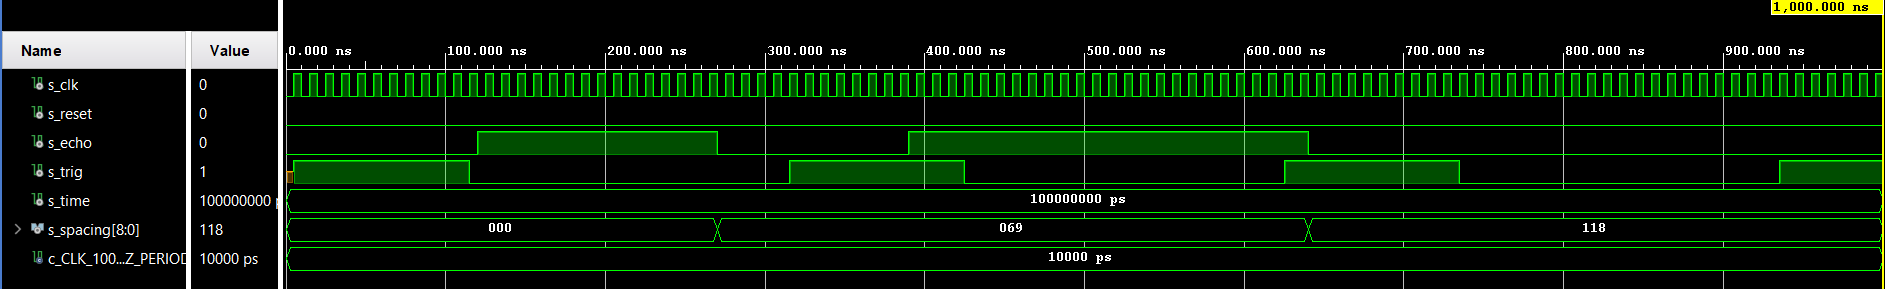 1,000.000 ns
Name Value 0.000 ns 100.000 ns 200.000 ns 300.000 ns 400.000 ns 500.000 ns 600.000 ns 700.000 ns 800.000 ns 900.000 ns
s_clk 0
s_reset 0
s_echo 0
s_trig 1
s_time 100000000 100000000 ps
s_spacing[8:0] 118 000 069 118
c_CLK_100...Z_PERIOD 10000 ps 10000 ps